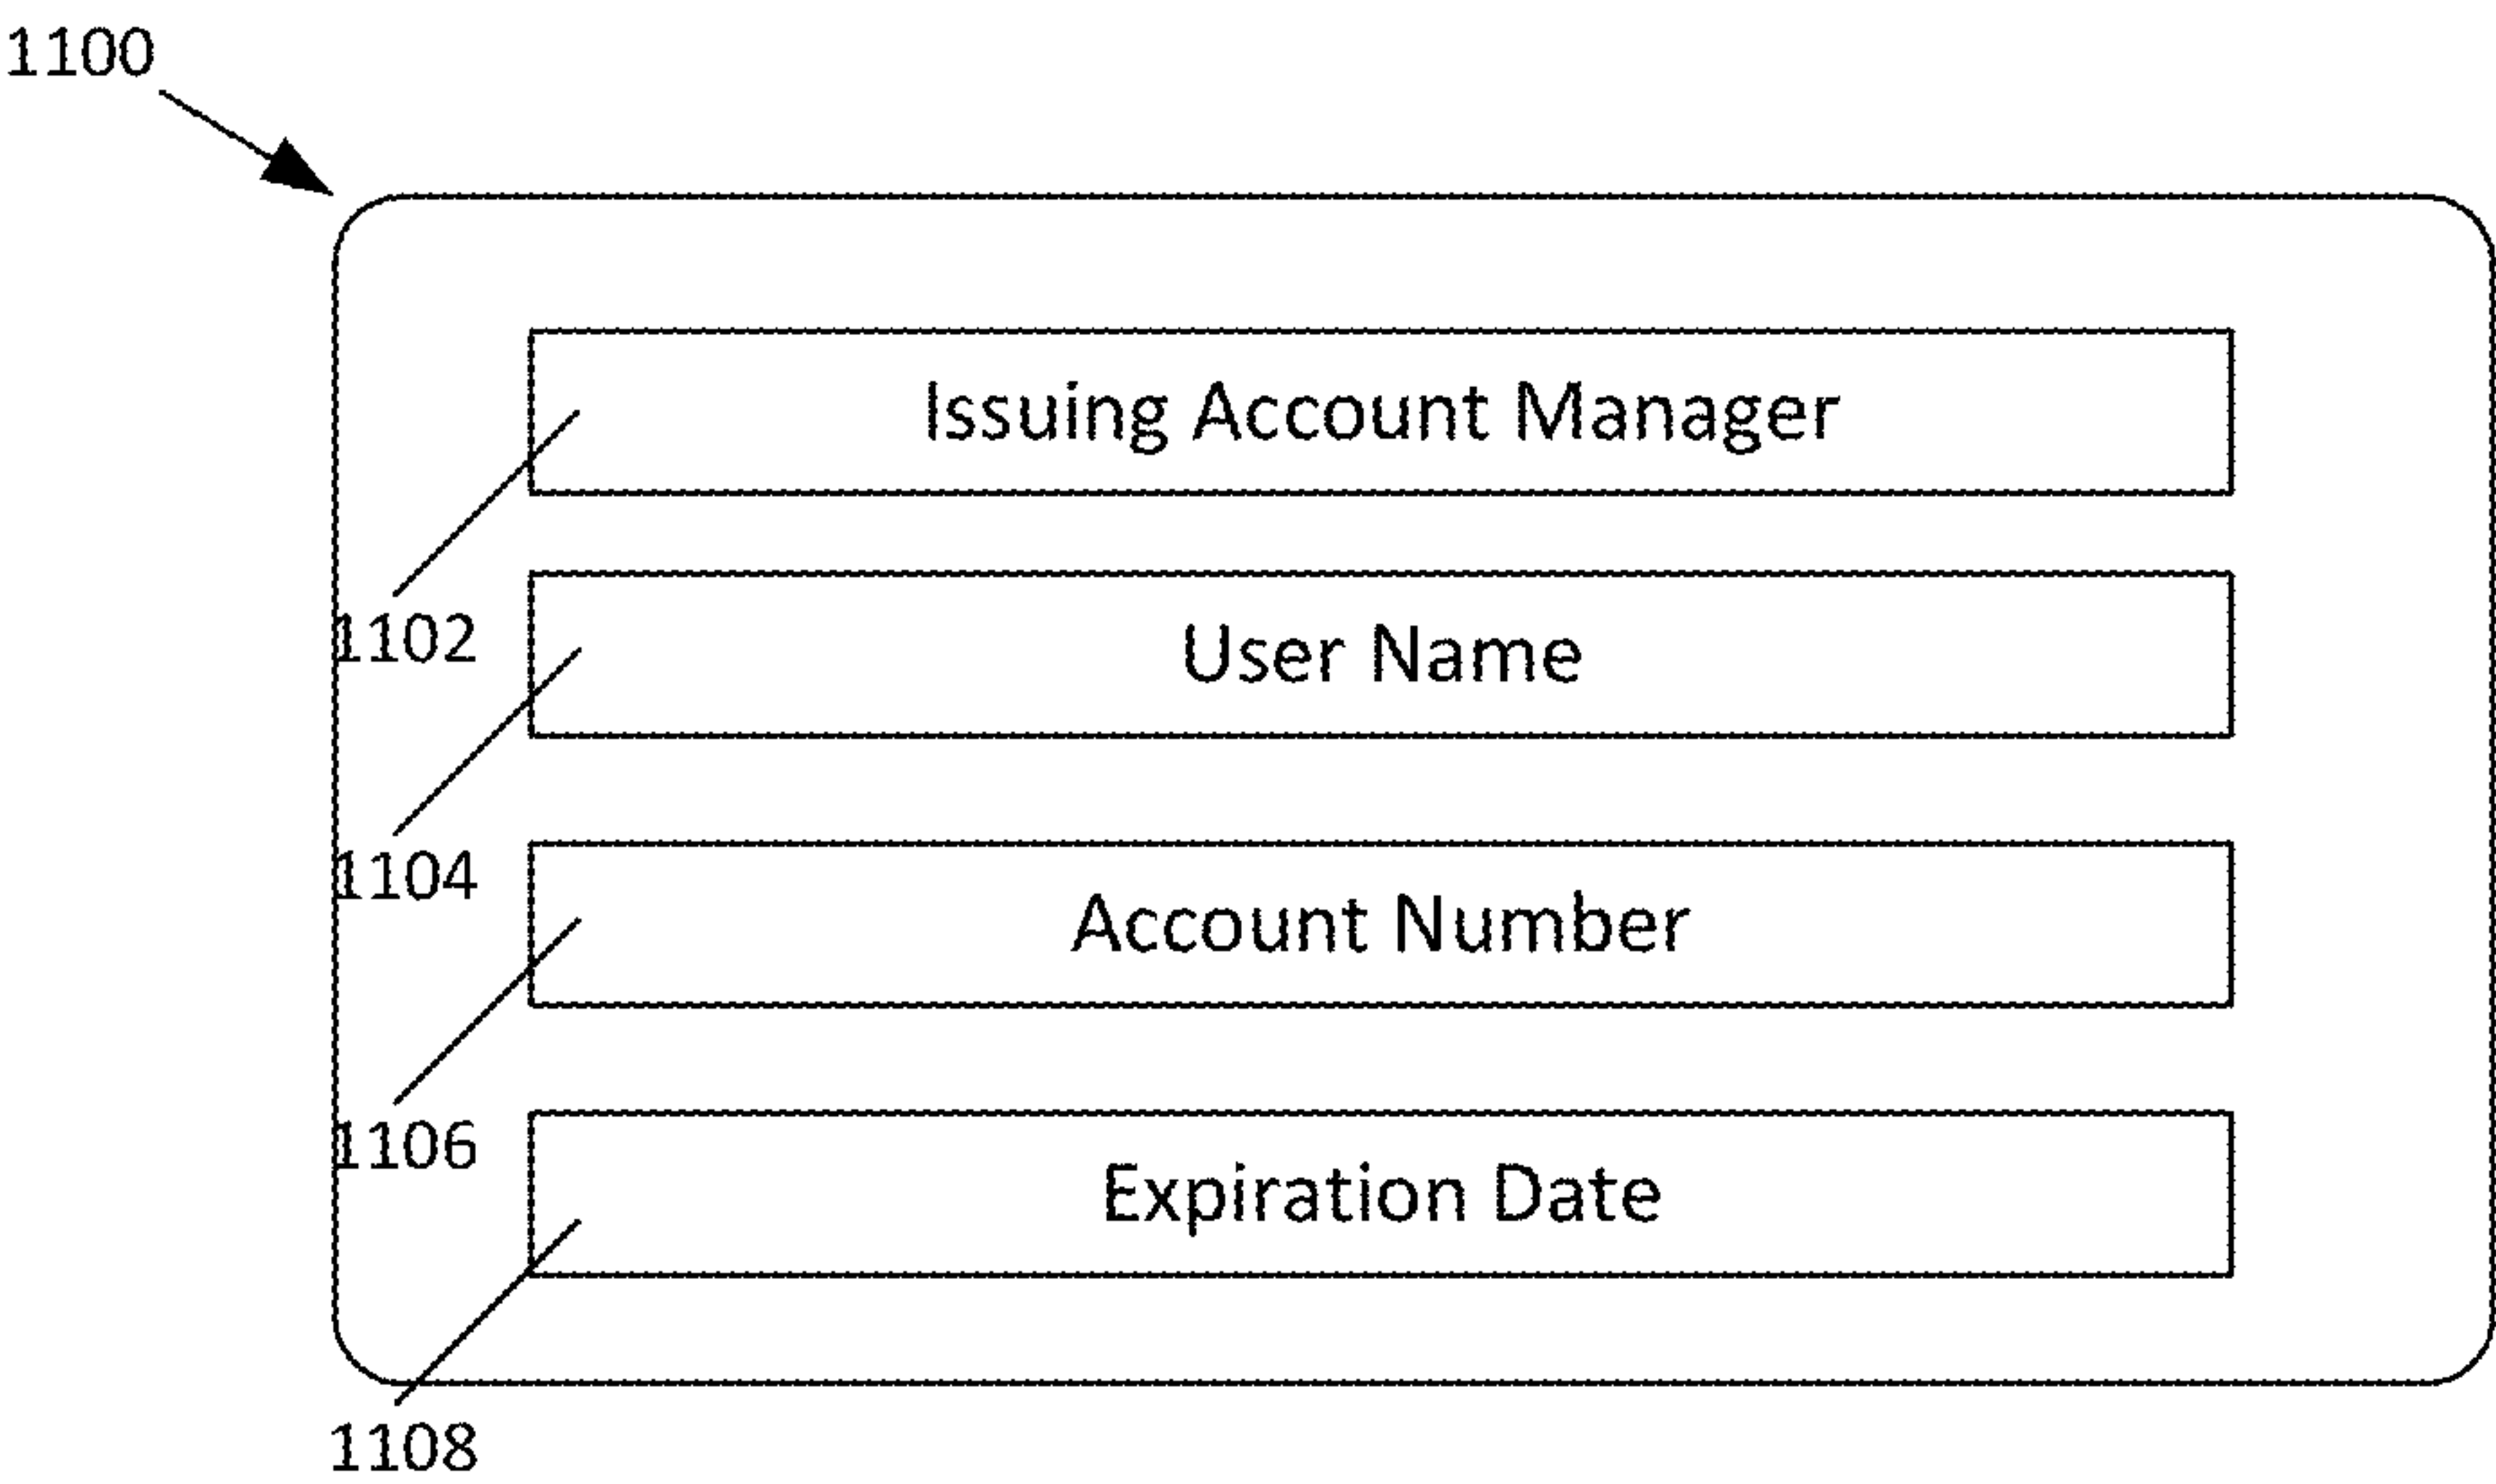 1100
Issuing Account Manager
1102
User Name
1104
Account Number
1106
Expiration Date
1108